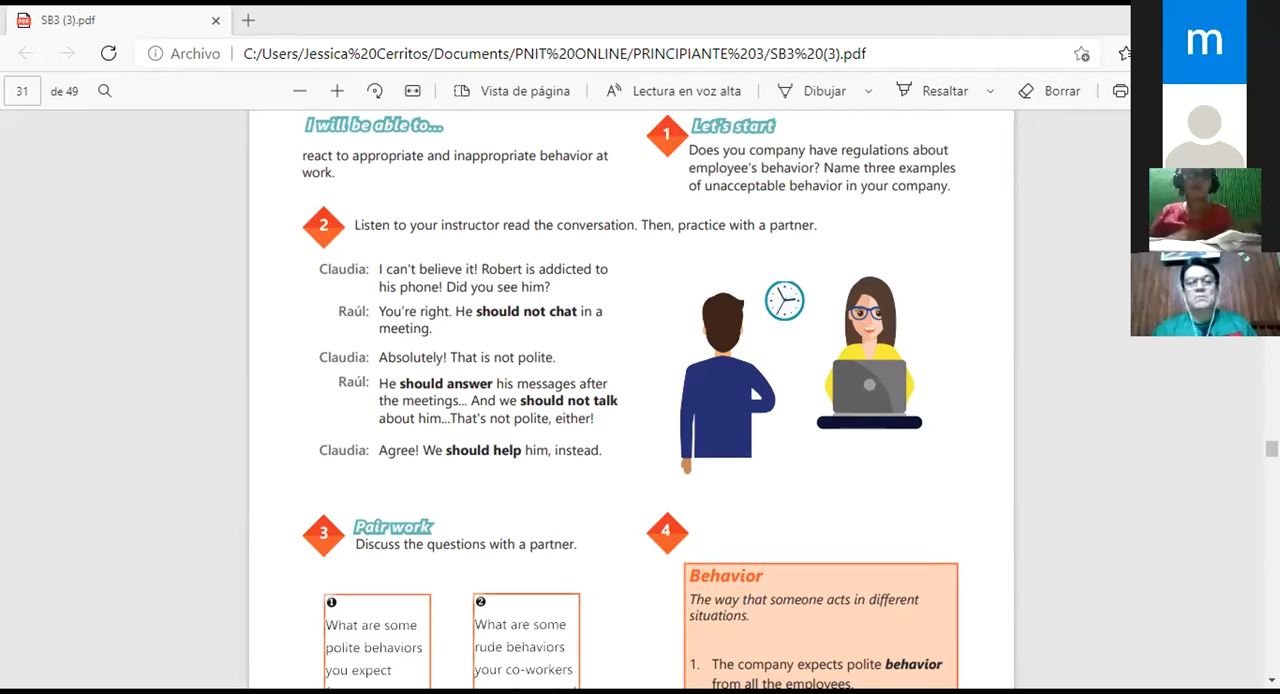 SB3 (3).pdf
Archivo
C:/Users/Jessica%20Cerritos/Documents/PNIT%20ONLINE/PRINCIPIANTE%203/SB3%20(3).pdf
31 de 49
Vista de página
Lectura en voz alta
Dibujar
Resaltar
Borrar
m
I will be able to...
react to appropriate and inappropriate behavior at
work.
1 Let's start
Does you company have regulations about
employee's behavior? Name three examples
of unacceptable behavior in your company.
2 Listen to your instructor read the conversation. Then, practice with a partner.
Claudia: I can't believe it! Robert is addicted to
his phone! Did you see him?
Raúl: You're right. He should not chat in a
meeting.
Claudia: Absolutely! That is not polite.
Raúl: He should answer his messages after
the meetings... And we should not talk
about him...That's not polite, either!
Claudia: Agree! We should help him, instead.
3 Pair work
Discuss the questions with a partner.
❶
What are some
polite behaviors
you expect
❷
What are some
rude behaviors
your co-workers
4
Behavior
The way that someone acts in different
situations.
1. The company expects polite behavior
from all the employees.